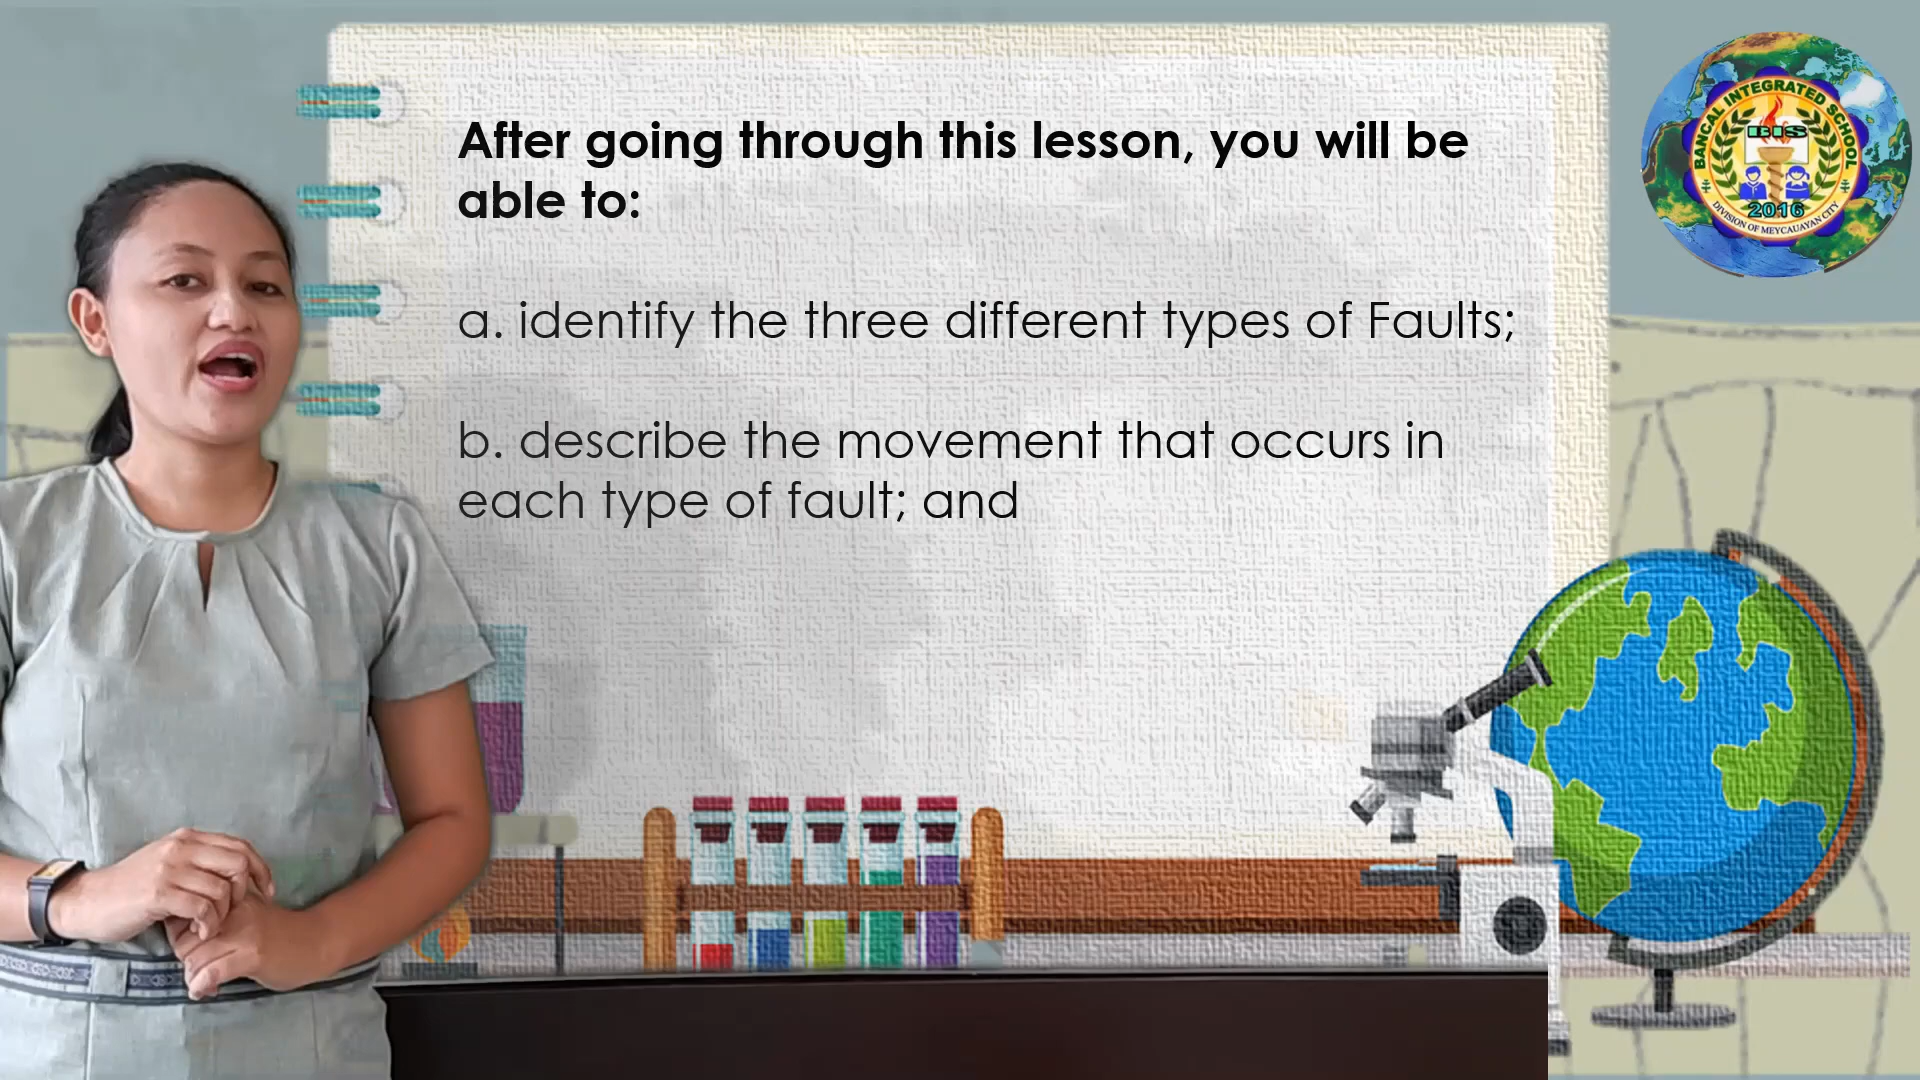 After going through this lesson, you will be
able to:
a. identify the three different types of Faults;
b. describe the movement that occurs in
each type of fault; and
BANCAL INTEGRATED SCHOOL
BIS
2016
DIVISION OF MEYCAUAYAN CITY